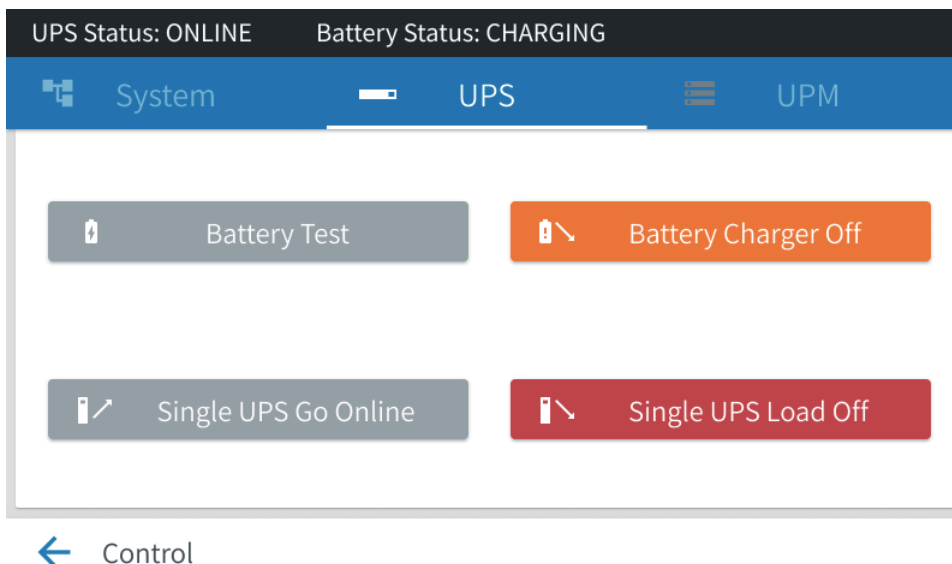 UPS Status: ONLINE Battery Status: CHARGING
System UPS UPM
Battery Test Battery Charger Off
Single UPS Go Online Single UPS Load Off
Control